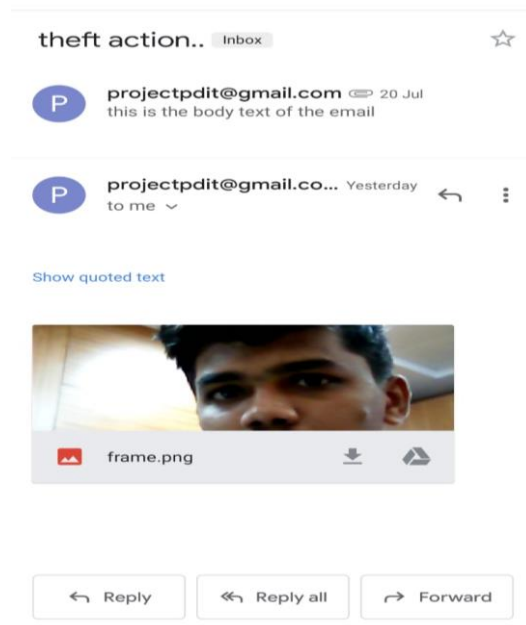 theft action.. Inbox
P
projectpdit@gmail.com 20 Jul
this is the body text of the email
P
projectpdit@gmail.co... Yesterday
to me
Show quoted text
frame.png
Reply
Reply all
Forward